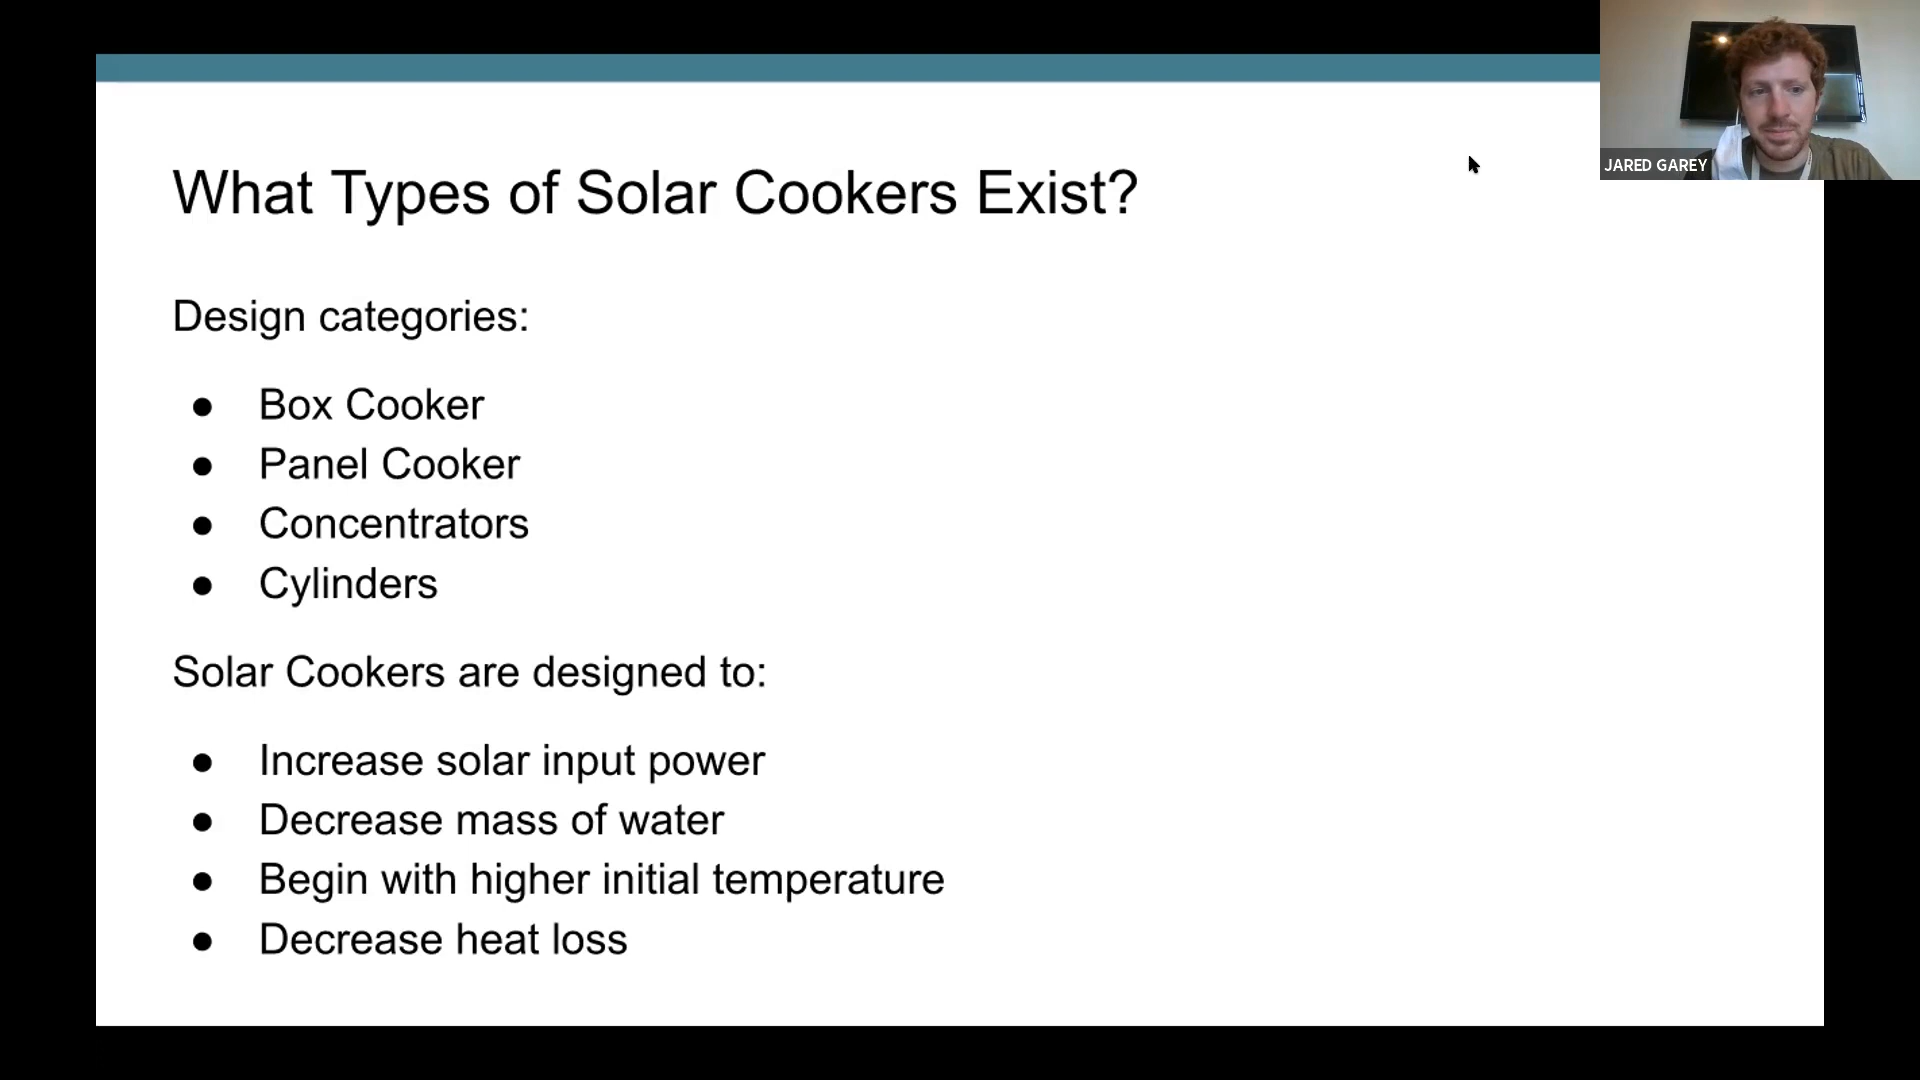 What Types of Solar Cookers Exist?
JARED GAREY
Design categories:
● Box Cooker
● Panel Cooker
● Concentrators
● Cylinders
Solar Cookers are designed to:
● Increase solar input power
● Decrease mass of water
● Begin with higher initial temperature
● Decrease heat loss